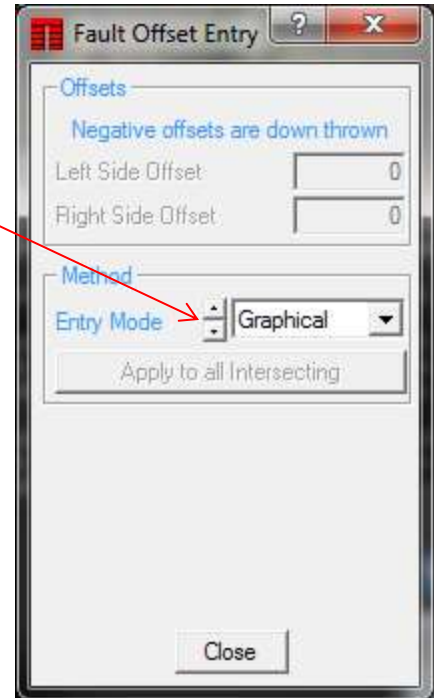 Fault Offset Entry ? X
Offsets
Negative offsets are down thrown
Left Side Offset 0
Right Side Offset 0
Method
Entry Mode Graphical
Apply to all Intersecting
Close